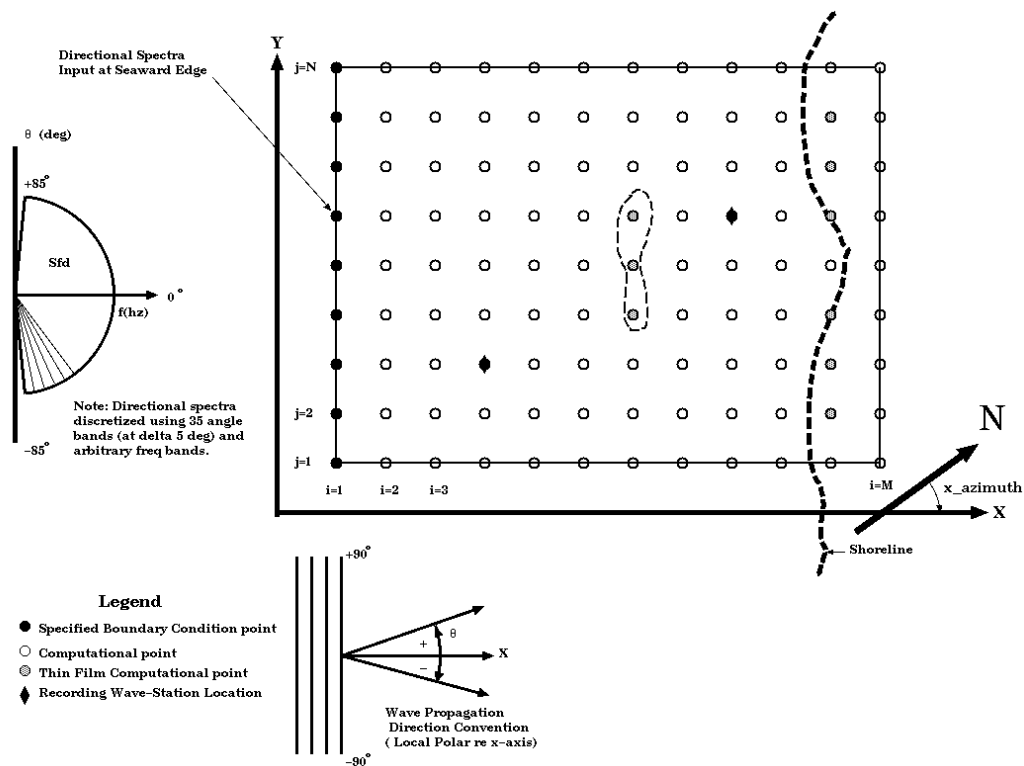 Directional Spectra
Input at Seaward Edge
Y
j=N
θ (deg)
+85°
Sfd
0 °
f(hz)
Note: Directional spectra
discretized using 35 angle
bands (at delta 5 deg) and
arbitrary freq bands.
-85°
j=2
j=1
i=1
i=2
i=3
i=M
N
x_azimuth
X
Shoreline
+90°
θ
+
X
-
-90°
Wave Propagation
Direction Convention
( Local Polar re x-axis)
Legend
Specified Boundary Condition point
Computational point
Thin Film Computational point
Recording Wave-Station Location